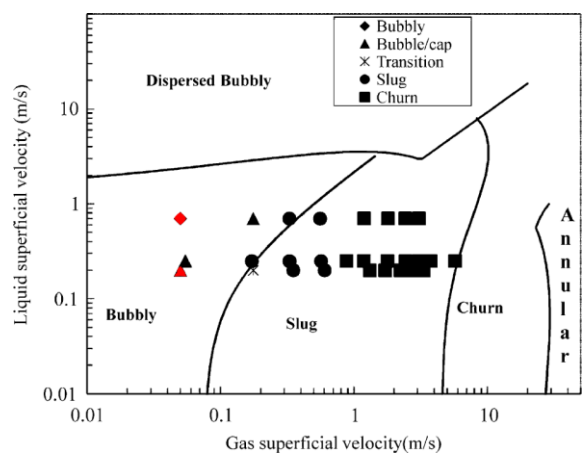 Bubbly
Bubble/cap
Transition
Slug
Churn
Dispersed Bubbly
Liquid superficial velocity (m/s)
10
1
0.1
0.01
Bubbly
Slug
Churn
Annular
0.01
0.1
1
10
Gas superficial velocity(m/s)